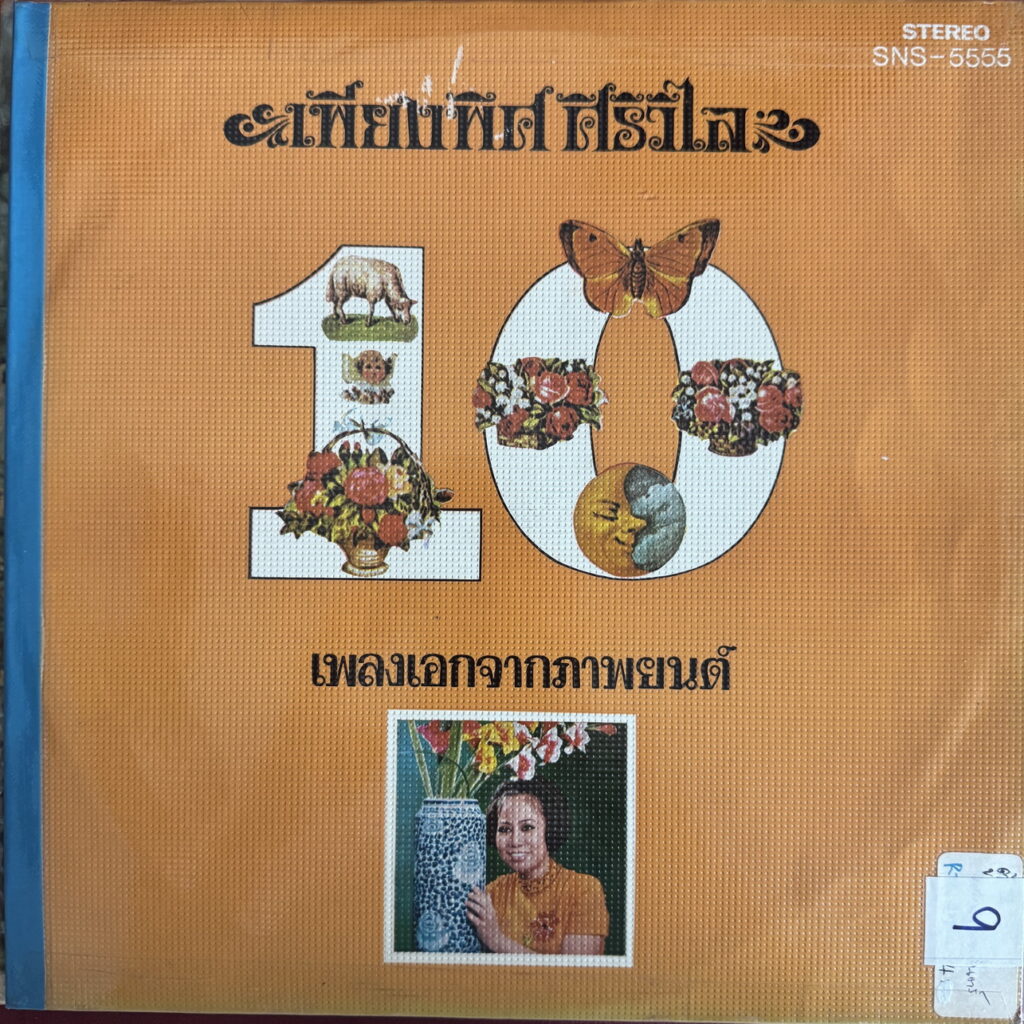 STEREO
SNS-5555
เพียงพิศ ศิริวิไล
10
เพลงเอกจากภาพยนต์
9